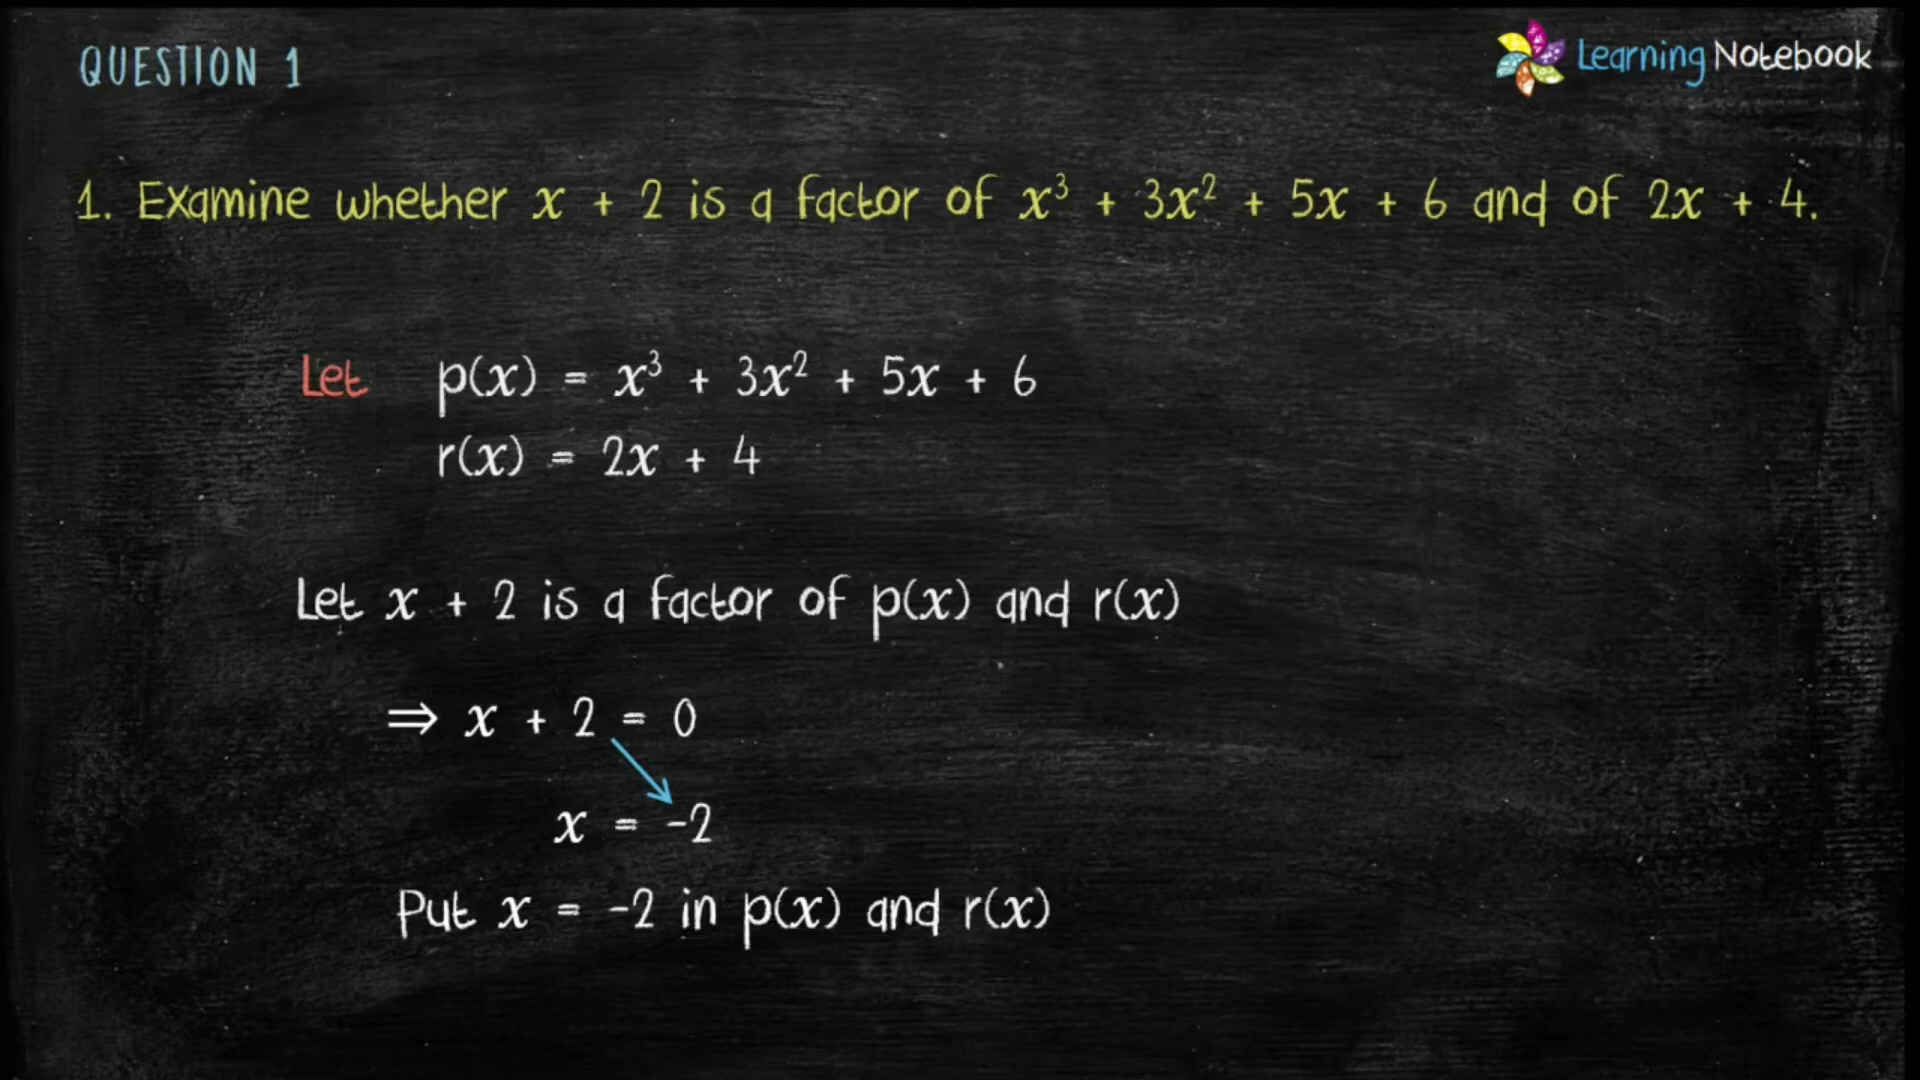 QUESTION 1
Learning Notebook
1. Examine whether x + 2 is a factor of x³ + 3x² + 5x + 6 and of 2x + 4.
Let p(x) = x³ + 3x² + 5x + 6
r(x) = 2x + 4
Let x + 2 is a factor of p(x) and r(x)
⇒ x + 2 = 0
x = -2
Put x = -2 in p(x) and r(x)